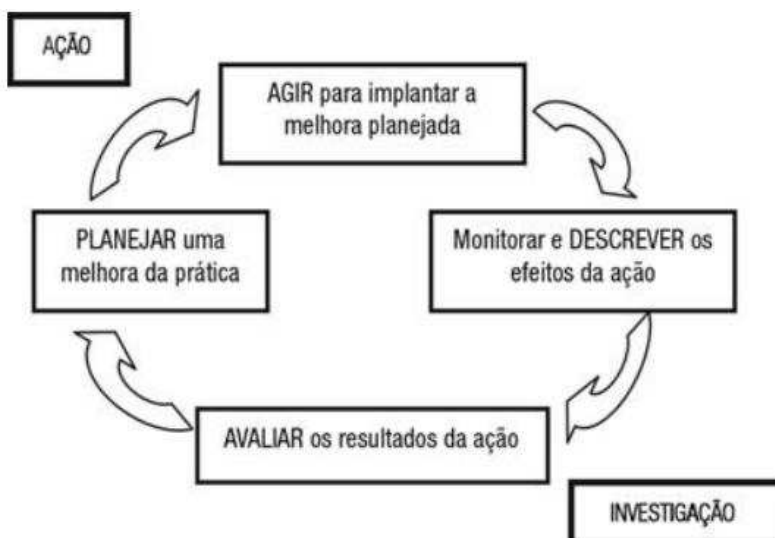 AÇÃO
AGIR para implantar a
melhora planejada
PLANEJAR uma
melhora da prática
Monitorar e DESCREVER os
efeitos da ação
AVALIAR os resultados da ação
INVESTIGAÇÃO